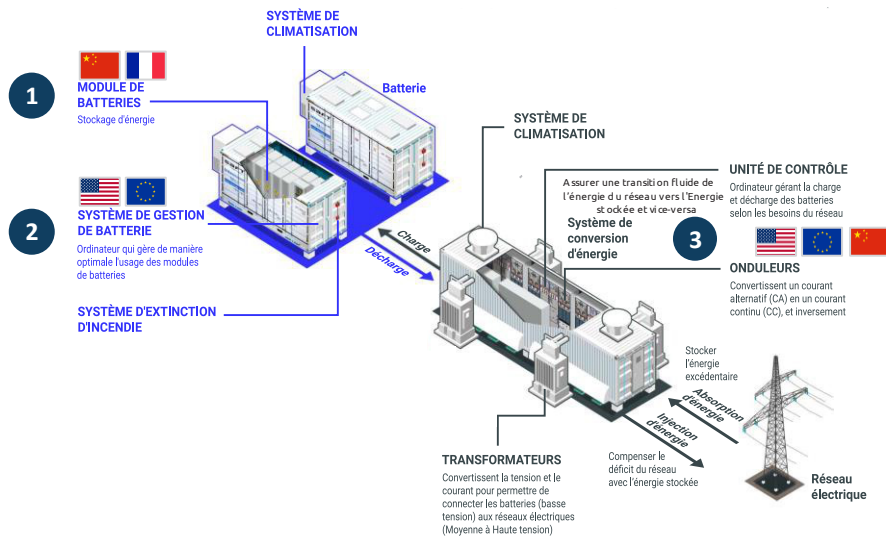 SYSTÈME DE
CLIMATISATION
1
MODULE DE
BATTERIES
Stockage d'énergie
Batterie
SAFT
2
SYSTÈME DE GESTION
DE BATTERIE
Ordinateur qui gère de manière
optimale l'usage des modules
de batteries
SYSTÈME D'EXTINCTION
D'INCENDIE
Charge
Décharge
SYSTÈME DE
CLIMATISATION
Assurer une transition fluide de
l'énergie du réseau vers l'Energie
stockée et vice-versa
Système de
conversion
d'énergie
3
UNITÉ DE CONTRÔLE
Ordinateur gérant la charge
et décharge des batteries
selon les besoins du réseau
ONDULEURS
Convertissent un courant
alternatif (CA) en un courant
continu (CC), et inversement
Stocker
l'énergie
excédentaire
Absorption
d'énergie
Injection
d'énergie
Compenser le
déficit du réseau
avec l'énergie stockée
TRANSFORMATEURS
Convertissent la tension et le
courant pour permettre de
connecter les batteries (basse
tension) aux réseaux électriques
(Moyenne à Haute tension)
Réseau
électrique